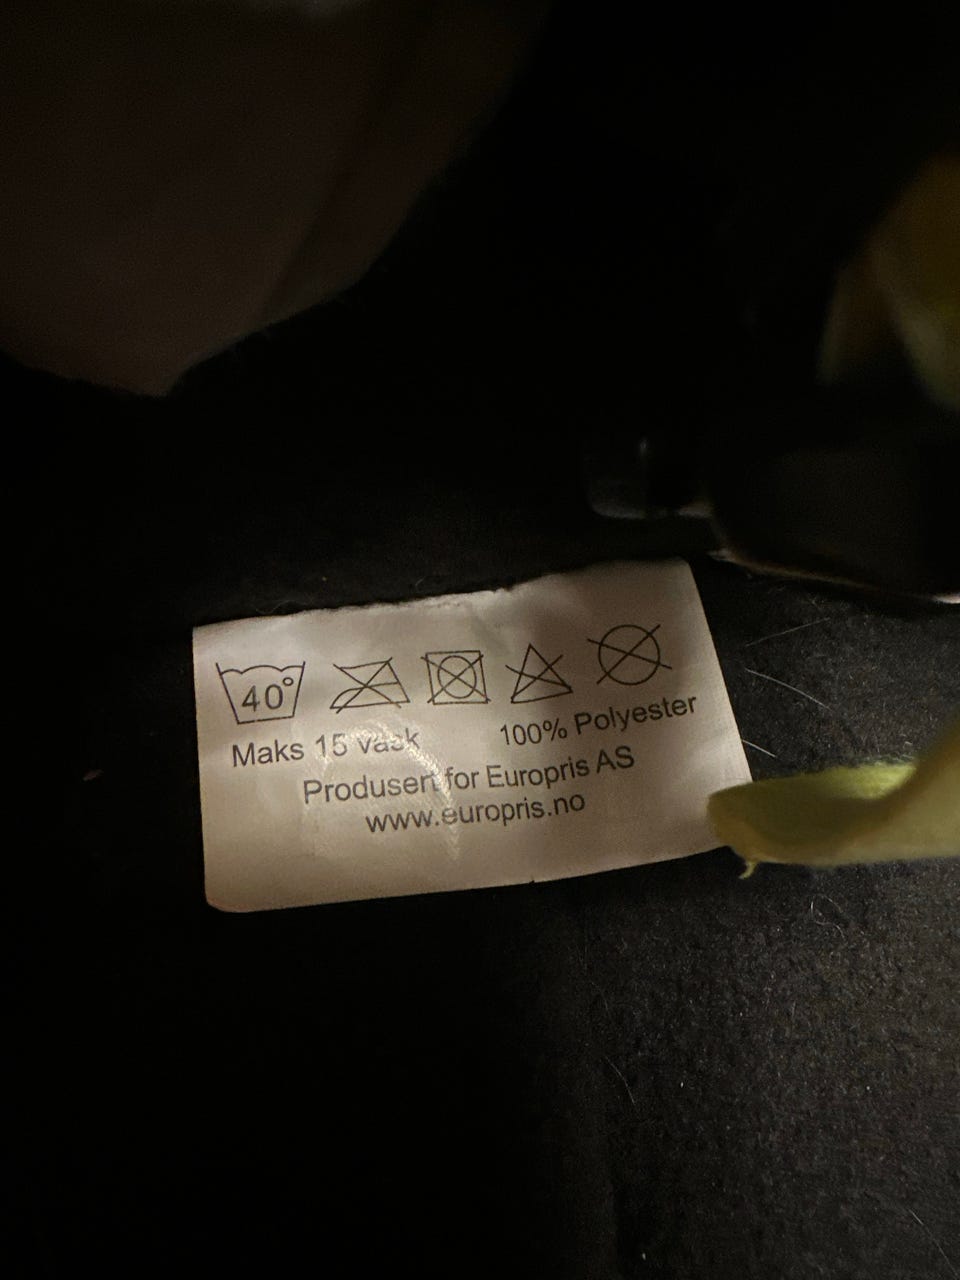 40°
Maks 15 vask 100% Polyester
Produsert for Europris AS
www.europris.no